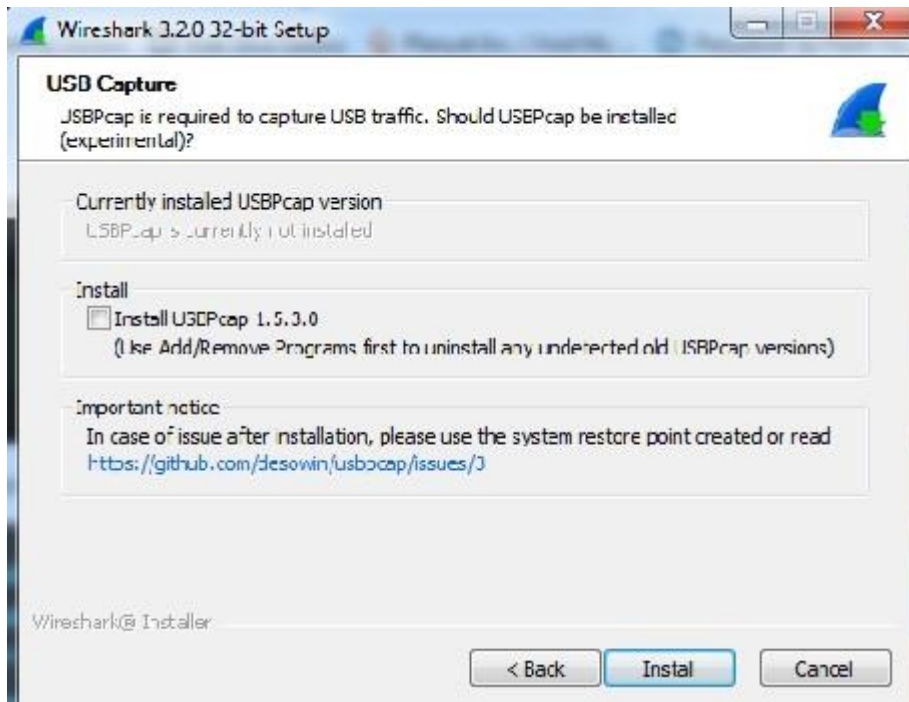 Wireshark 3.2.0 32-bit Setup
USB Capture
USBPcap is required to capture USB traffic. Should USBPcap be installed
(experimental)?
Currently installed USBPcap version
USBPcap is currently not installed
Install
Install USBPcap 1.5.3.0
(Use Add/Remove Programs first to uninstall any undetected old USBPcap versions)
Important notice
In case of issue after installation, please use the system restore point created or read
https://github.com/desowin/usbpcap/issues/3
Wireshark® Installer
< Back
Install
Cancel